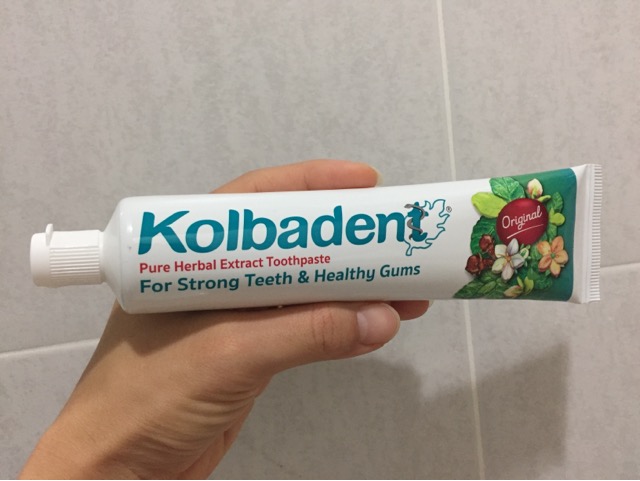 Kolbadent®
Pure Herbal Extract Toothpaste
For Strong Teeth & Healthy Gums
Original